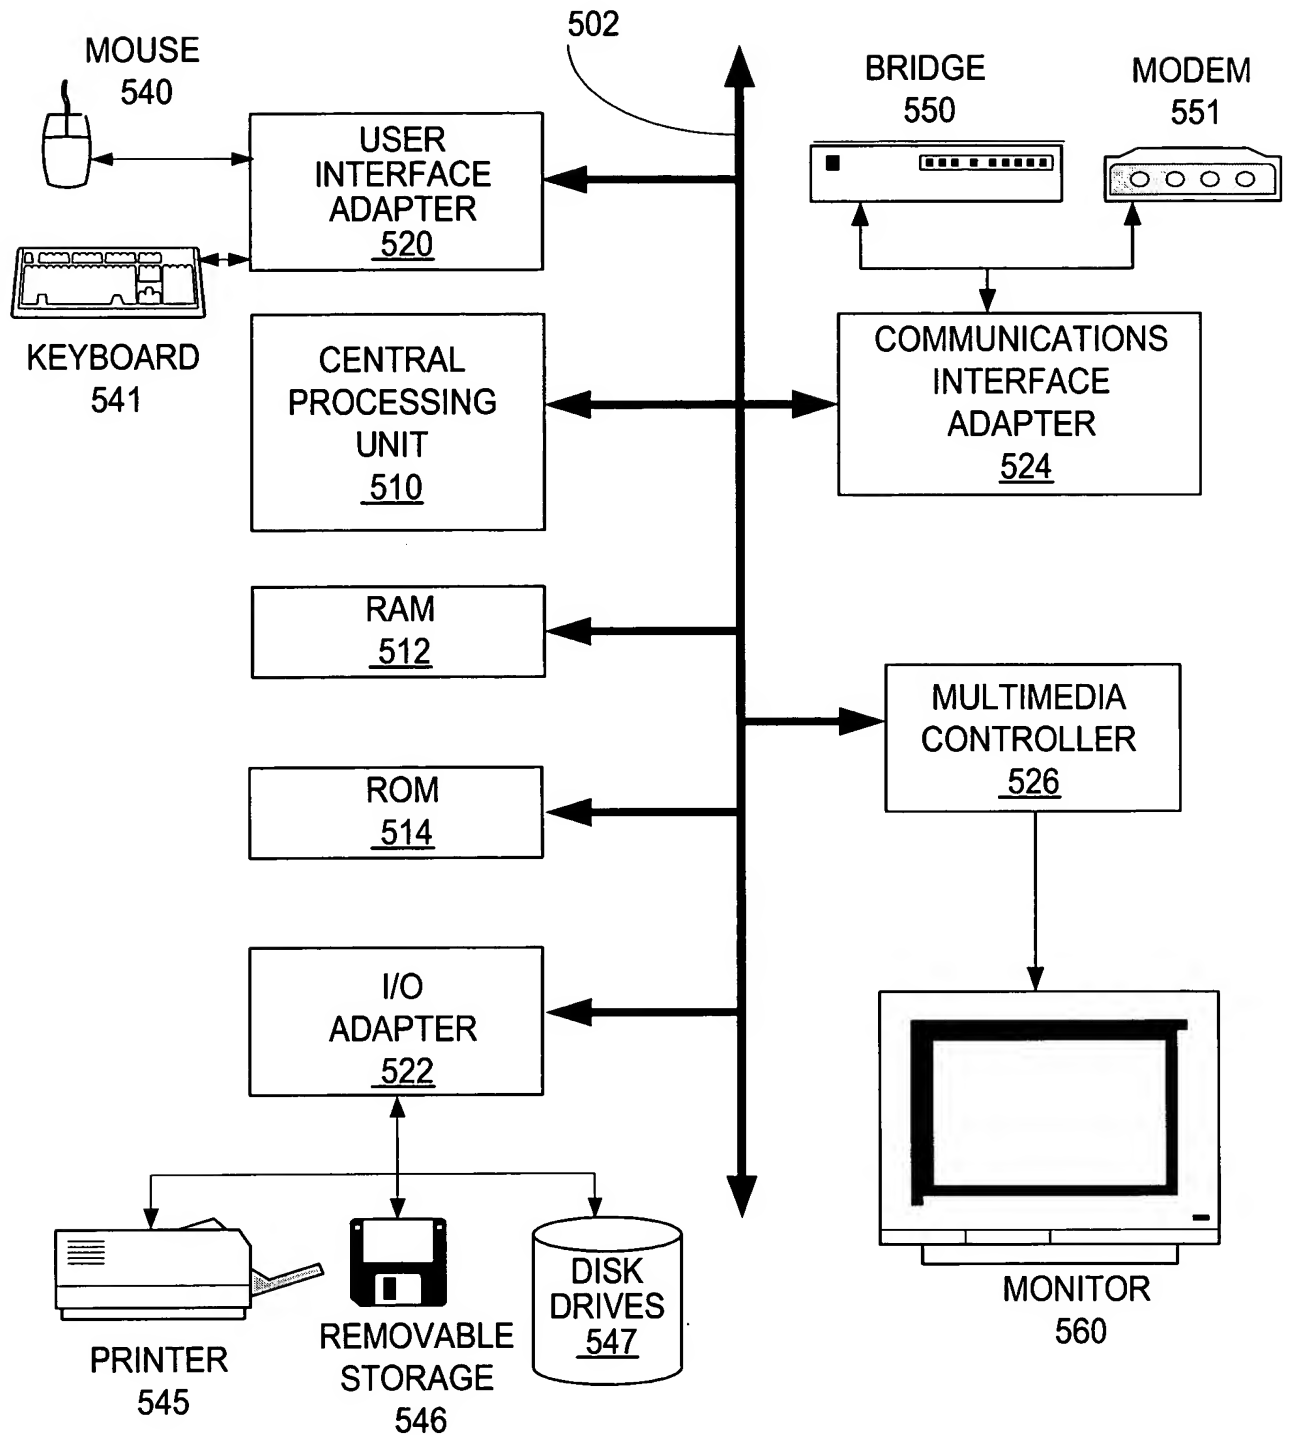 502
MOUSE
540
BRIDGE
550
MODEM
551
USER
INTERFACE
ADAPTER
520
KEYBOARD
541
CENTRAL
PROCESSING
UNIT
510
COMMUNICATIONS
INTERFACE
ADAPTER
524
RAM
512
MULTIMEDIA
CONTROLLER
526
ROM
514
I/O
ADAPTER
522
PRINTER
545
REMOVABLE
STORAGE
546
DISK
DRIVES
547
MONITOR
560